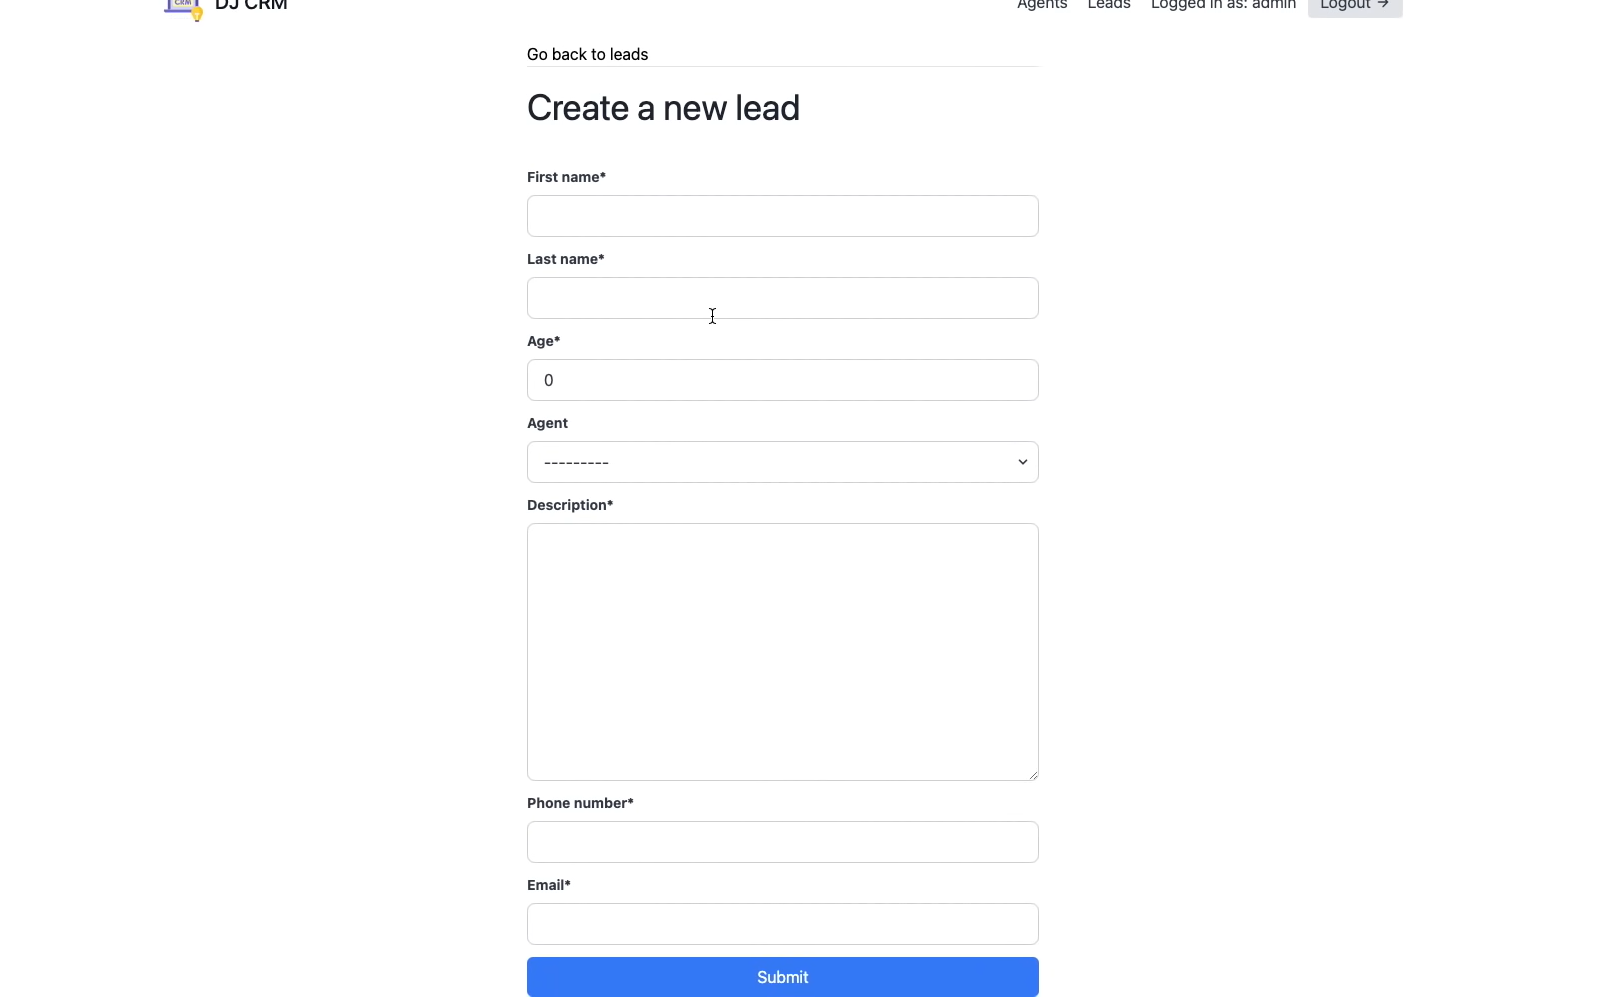 CRM
DJ CRM
Agents Leads Logged in as: admin Logout →
Go back to leads
Create a new lead
First name*
Last name*
Age*
0
Agent
---------
Description*
Phone number*
Email*
Submit